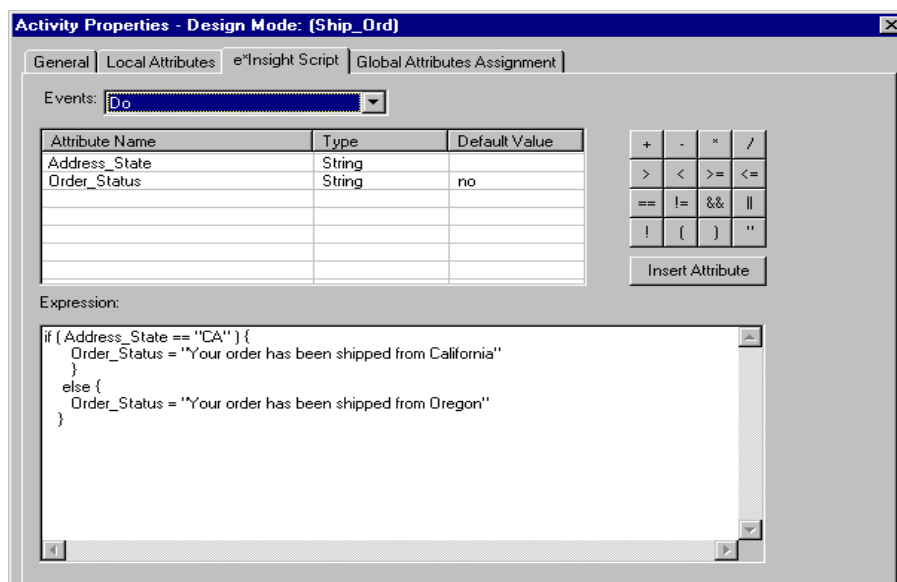 Activity Properties - Design Mode: (Ship_Ord)
General Local Attributes e*Insight Script Global Attributes Assignment
Events: Do
Attribute Name Type Default Value
Address_State String
Order_Status String no
+ - * /
> < >= <=
== != && ||
! ( ) "
Insert Attribute
Expression:
if ( Address_State == "CA" ) {
Order_Status = "Your order has been shipped from California"
}
else {
Order_Status = "Your order has been shipped from Oregon"
}